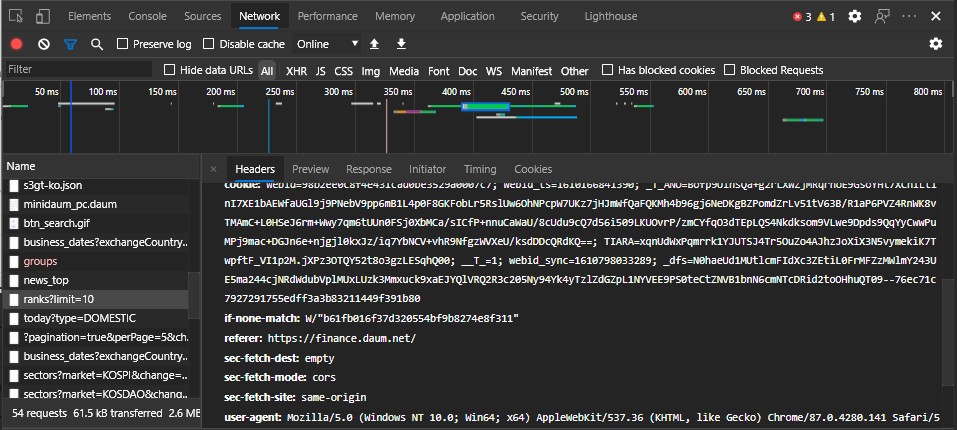 Elements Console Sources Network Performance Memory Application Security Lighthouse 3 1
Preserve log Disable cache Online
Filter Hide data URLs All XHR JS CSS Img Media Font Doc WS Manifest Other Has blocked cookies Blocked Requests
50 ms 100 ms 150 ms 200 ms 250 ms 300 ms 350 ms 400 ms 450 ms 500 ms 550 ms 600 ms 650 ms 700 ms 750 ms 800 ms
Name
s3gt-ko.json
minidaum_pc.daum
btn_search.gif
business_dates?exchangeCountry..
groups
news_top
ranks?limit=10
today?type=DOMESTIC
?pagination=true&perPage=5&ch..
business_dates?exchangeCountry..
sectors?market=KOSPI&change=..
sectors?market=KOSDAQ&chang..
54 requests 61.5 kB transferred 2.6 MB
× Headers Preview Response Initiator Timing Cookies
TVMAmC+L0HSeJ6rm+Wwy7qm6tUUn0FSj0XbMCa/sICfP+nnuCaWaU/8cUdu9cQ7d56i509LKUOvrP/zmCYfqO3dTEpLQS4Nkdksom9VLwe9Dpds9QqYyCwwPu
MPj9mac+DGJn6e+njgjl0kxJz/iq7YbNCV+vhR9NfgzWVXeU/ksdDDcQRdKQ==; TIARA=xqnUdWxPqmrrk1YJUTSJ4Tr5OuZo4AJhzJoXiX3N5vymekiK7T
wpftF_VI1p2M.jXPz3OTQY52t8o3gzLESqhQ00; __T_=1; webid_sync=1610798033289; _dfs=N0haeUd1MUtlcmFIdXc3ZEtiL0FrMFZzMWlmY243U
E5ma244cjNRdWdubVplMUxLUzk3Mmxuck9xaEJYQlVRQ2R3c205Ny94Yk4yTzlZdGZpL1NYVEE9PS0teCtZNVB1bnN6cmNTcDRid2toOHhuQT09--76ec71c
7927291755edff3a3b83211449f391b80
if-none-match: W/"b61fb016f37d320554bf9b8274e8f311"
referer: https://finance.daum.net/
sec-fetch-dest: empty
sec-fetch-mode: cors
sec-fetch-site: same-origin
user-agent: Mozilla/5.0 (Windows NT 10.0; Win64; x64) AppleWebKit/537.36 (KHTML, like Gecko) Chrome/87.0.4280.141 Safari/5